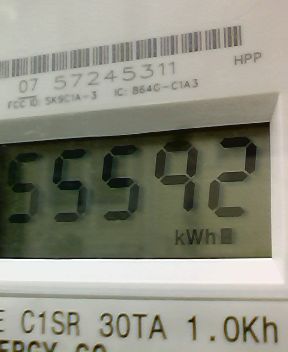 07 57245311
HPP
FCC ID: SK9C1A-3 IC: 864G-C1A3
55592
kWh
C1SR 30TA 1.0Kh